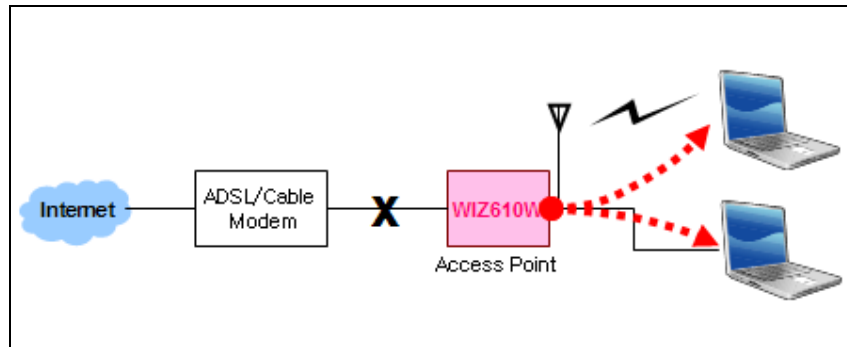 Internet
ADSL/Cable
Modem
X
WIZ610W
Access Point